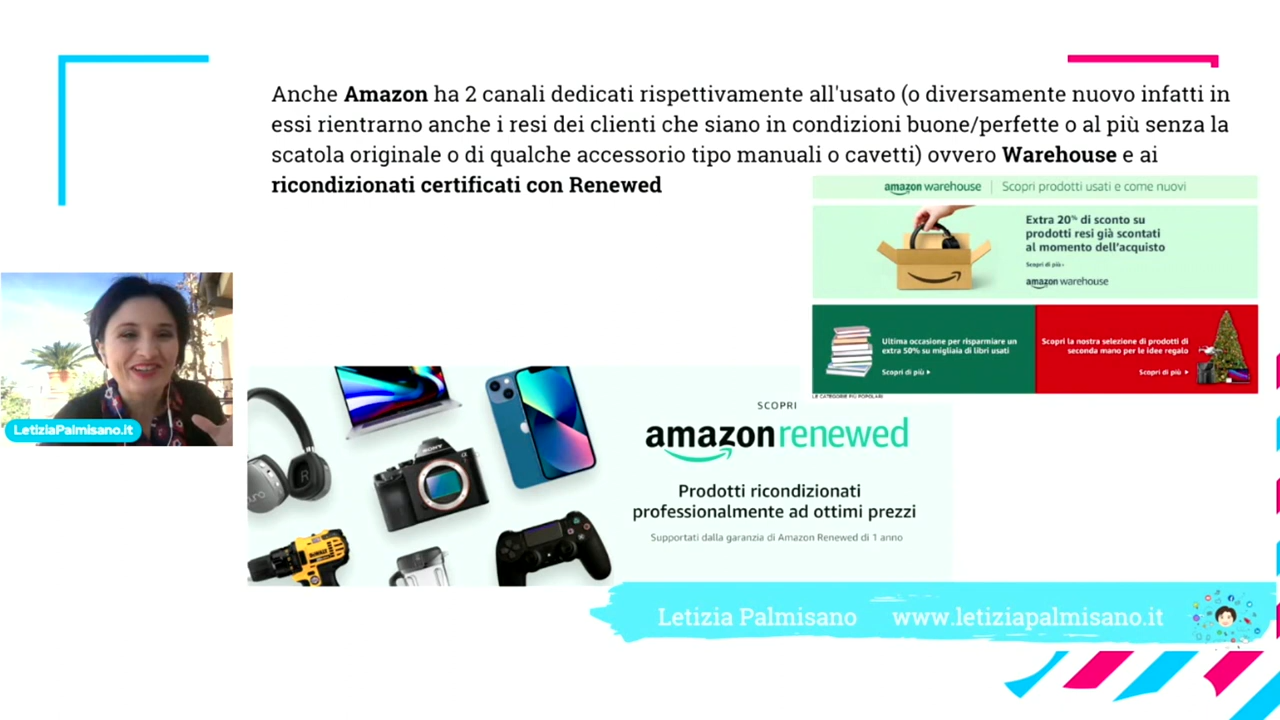 Anche Amazon ha 2 canali dedicati rispettivamente all'usato (o diversamente nuovo infatti in
essi rientrarno anche i resi dei clienti che siano in condizioni buone/perfette o al più senza la
scatola originale o di qualche accessorio tipo manuali o cavetti) ovvero Warehouse e ai
ricondizionati certificati con Renewed
amazon warehouse | Scopri prodotti usati e come nuovi
Extra 20% di sconto su
prodotti resi già scontati
al momento dell'acquisto
Scopri di più ›
amazon warehouse
Ultima occasione per risparmiare un
extra 50% su migliaia di libri usati
Scopri di più
Scopri la nostra selezione di prodotti di
seconda mano per le idee regalo
Scopri di più
LE CATEGORIE PIÙ POPOLARI
LetiziaPalmisano.it
SCOPRI
amazon renewed
Prodotti ricondizionati
professionalmente ad ottimi prezzi
Supportati dalla garanzia di Amazon Renewed di 1 anno
SONY
α
R
DEWALT
Letizia Palmisano www.letiziapalmisano.it